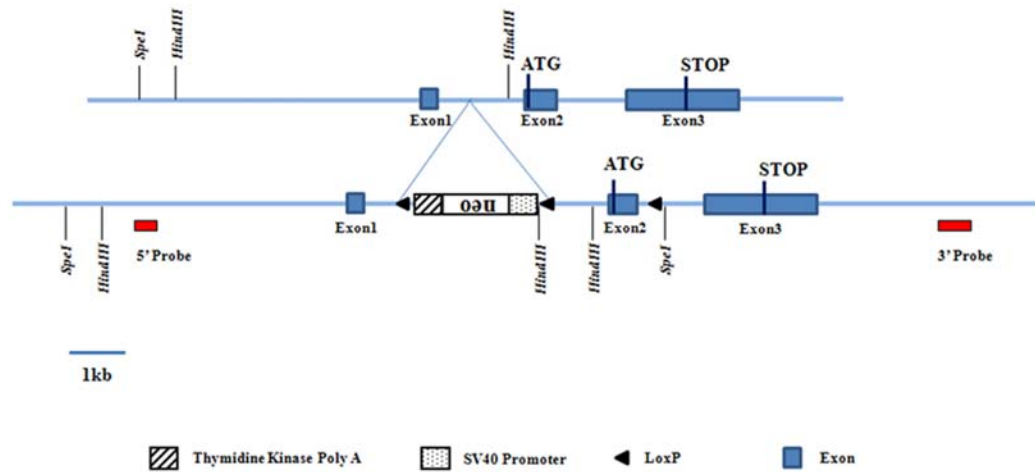 SpeI
HindIII
HindIII
ATG
STOP
Exon1
Exon2
Exon3
ATG
STOP
neo
Exon1
Exon2
Exon3
SpeI
HindIII
5' Probe
HindIII
HindIII
SpeI
3' Probe
1kb
Thymidine Kinase Poly A
SV40 Promoter
LoxP
Exon